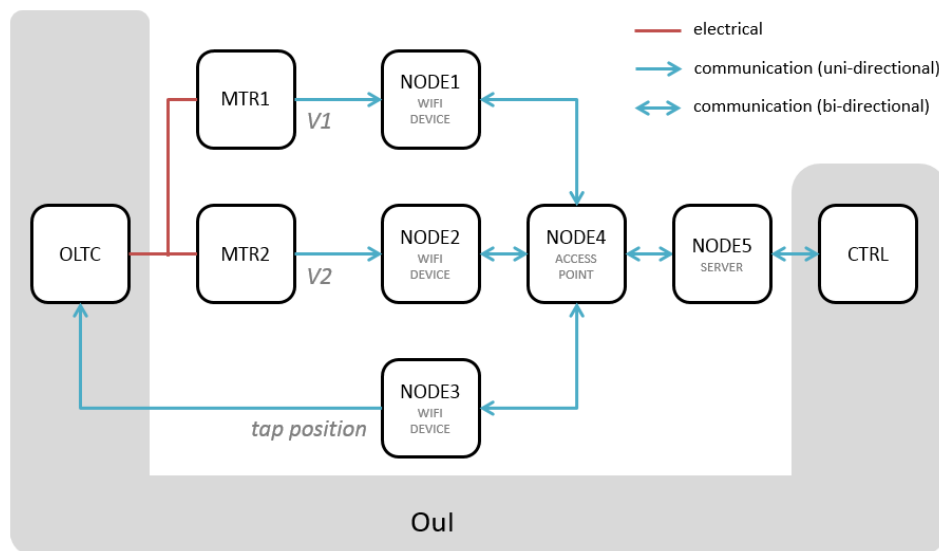 electrical
communication (uni-directional)
communication (bi-directional)
MTR1
V1
NODE1
WIFI
DEVICE
OLTC
MTR2
V2
NODE2
WIFI
DEVICE
NODE4
ACCESS
POINT
NODE5
SERVER
CTRL
NODE3
WIFI
DEVICE
tap position
OuI